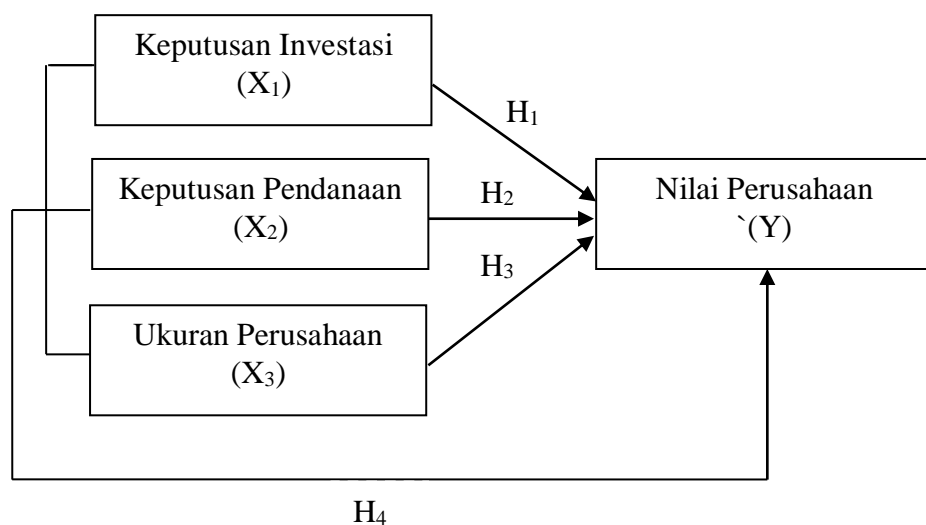 Keputusan Investasi
(X₁)
H₁
Keputusan Pendanaan
(X₂)
H₂
Nilai Perusahaan
`(Y)
H₃
Ukuran Perusahaan
(X₃)
H₄